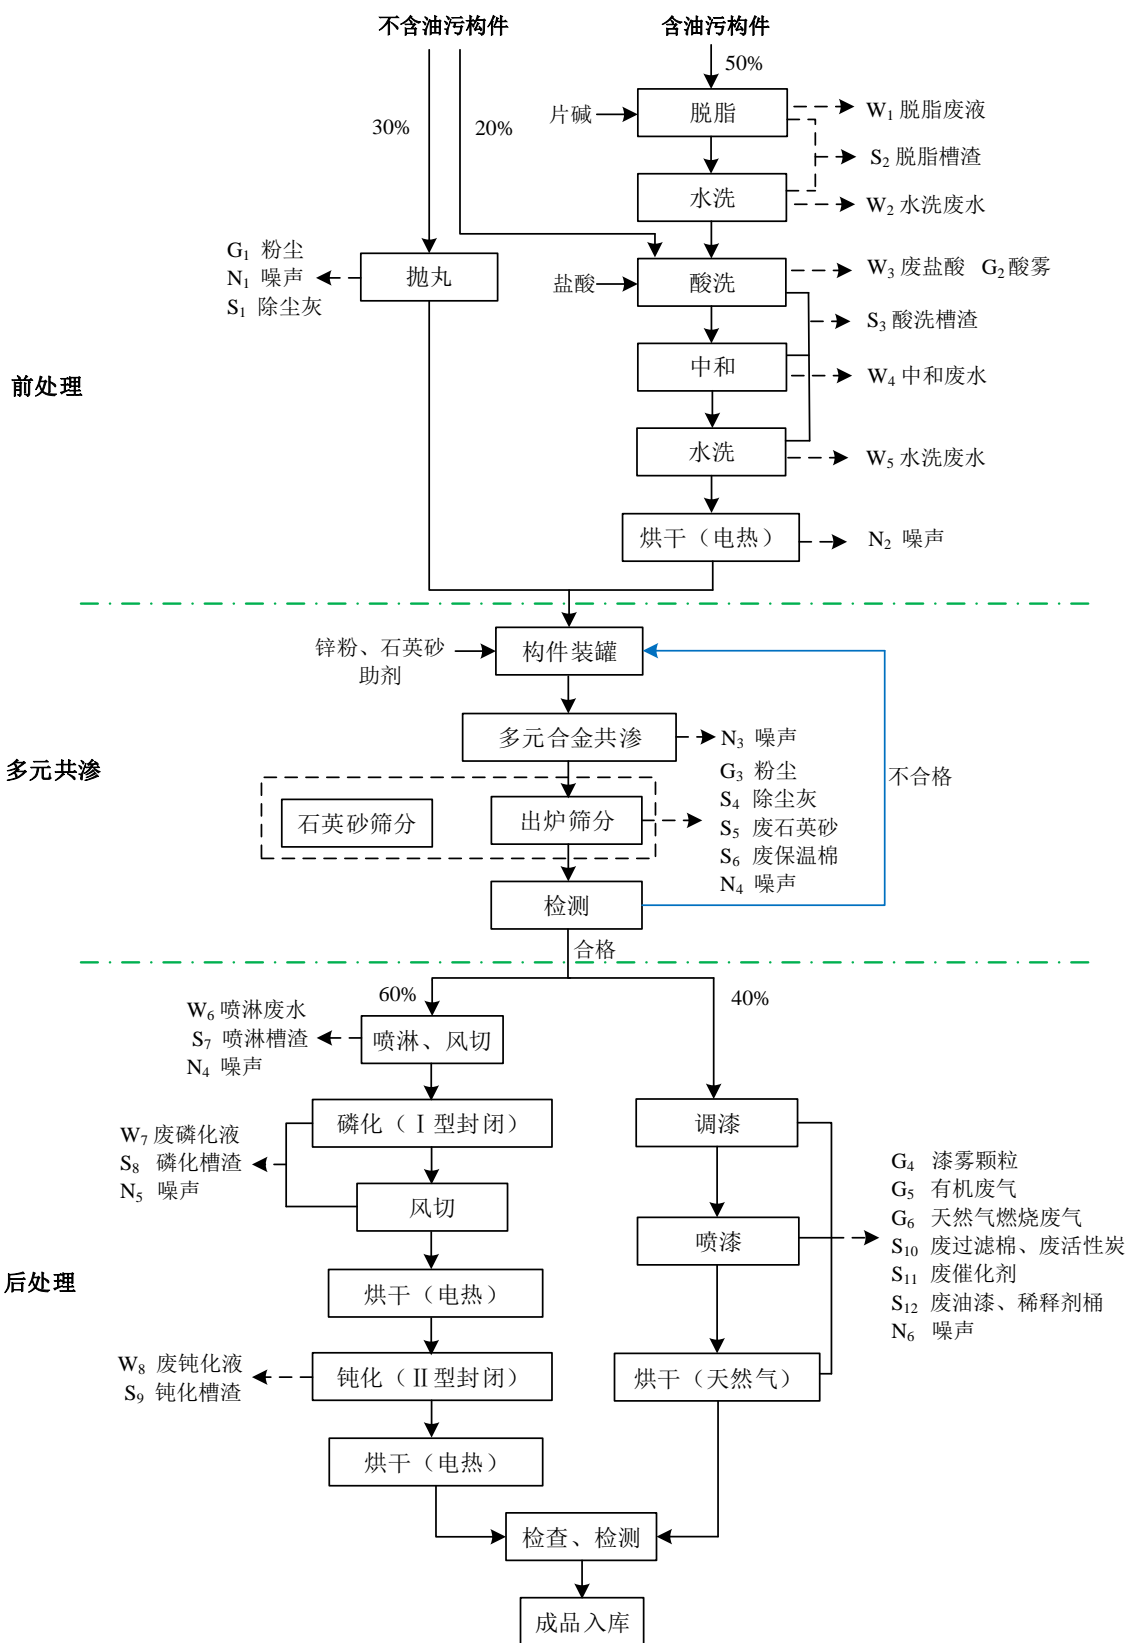 不含油污构件
含油污构件
50%
片碱
脱脂
W1 脱脂废液
30%
20%
S2 脱脂槽渣
水洗
W2 水洗废水
G1 粉尘
N1 噪声
S1 除尘灰
抛丸
盐酸
酸洗
W3 废盐酸 G2 酸雾
S3 酸洗槽渣
前处理
中和
W4 中和废水
水洗
W5 水洗废水
烘干（电热）
N2 噪声
锌粉、石英砂
助剂
构件装罐
多元合金共渗
N3 噪声
多元共渗
不合格
石英砂筛分
出炉筛分
G3 粉尘
S4 除尘灰
S5 废石英砂
S6 废保温棉
N4 噪声
检测
合格
60%
40%
W6 喷淋废水
S7 喷淋槽渣
N4 噪声
喷淋、风切
磷化（Ⅰ型封闭）
调漆
W7 废磷化液
S8 磷化槽渣
N5 噪声
风切
喷漆
G4 漆雾颗粒
G5 有机废气
G6 天然气燃烧废气
S10 废过滤棉、废活性炭
S11 废催化剂
S12 废油漆、稀释剂桶
N6 噪声
后处理
烘干（电热）
W8 废钝化液
S9 钝化槽渣
钝化（Ⅱ型封闭）
烘干（天然气）
烘干（电热）
检查、检测
成品入库